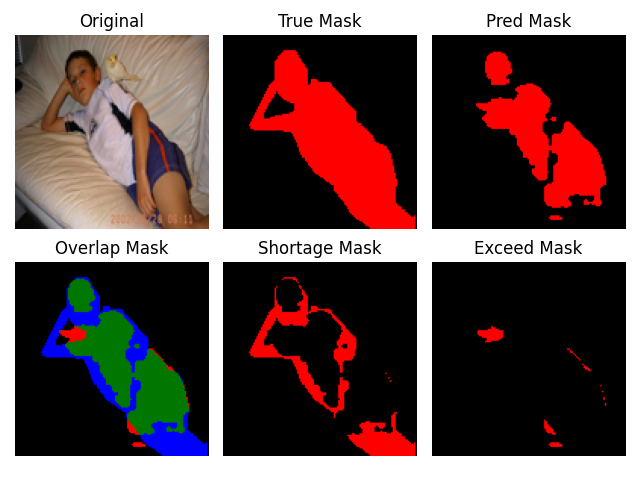 Original
True Mask
Pred Mask
Overlap Mask
Shortage Mask
Exceed Mask